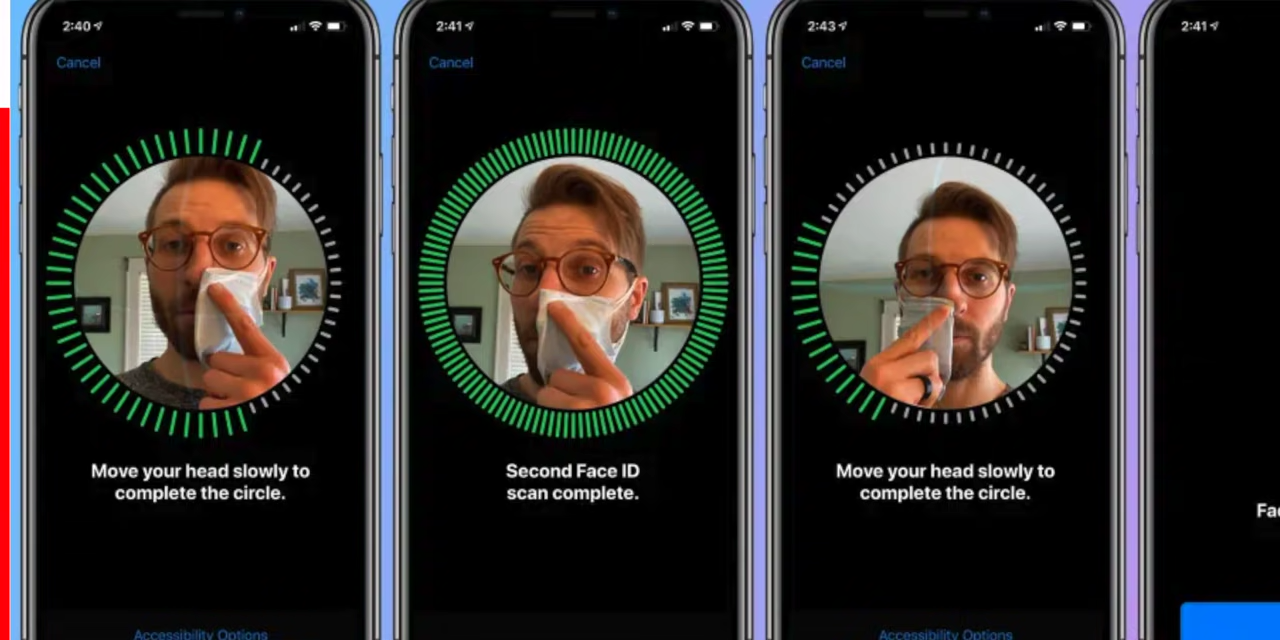 2:40
Cancel
Move your head slowly to
complete the circle.
Accessibility Options
2:41
Cancel
Second Face ID
scan complete.
2:43
Cancel
Move your head slowly to
complete the circle.
Accessibility Options
2:41